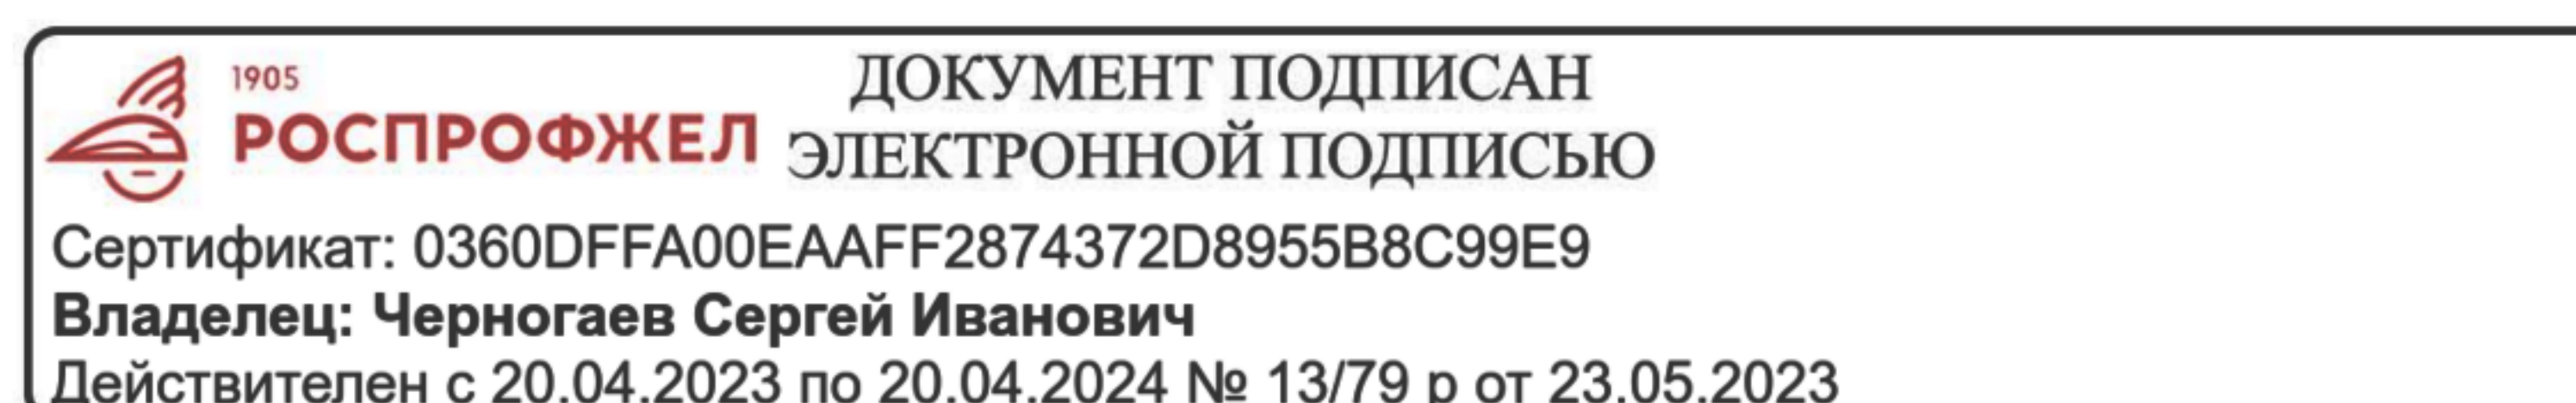 1905
РОСПРОФЖЕЛ
ДОКУМЕНТ ПОДПИСАН
ЭЛЕКТРОННОЙ ПОДПИСЬЮ
Сертификат: 0360DFFA00EAAFF2874372D8955B8C99E9
Владелец: Черногаев Сергей Иванович
Действителен с 20.04.2023 по 20.04.2024 № 13/79 р от 23.05.2023